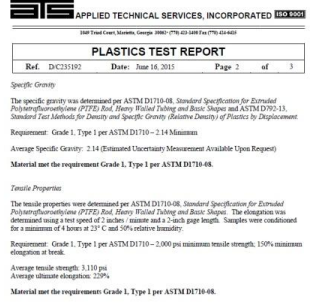 ATS APPLIED TECHNICAL SERVICES, INCORPORATED ISO 9001
1049 Triad Court, Marietta, Georgia 30062 • (770) 423-1400 Fax (770) 424-6415
PLASTICS TEST REPORT
Ref. D/C235192 Date: June 16, 2015 Page 2 of 3
Specific Gravity
The specific gravity was determined per ASTM D1710-08, Standard Specification for Extruded
Polytetrafluoroethylene (PTFE) Rod, Heavy Walled Tubing and Basic Shapes and ASTM D792-13,
Standard Test Methods for Density and Specific Gravity (Relative Density) of Plastics by Displacement.
Requirement: Grade 1, Type 1 per ASTM D1710 – 2.14 Minimum
Average Specific Gravity: 2.14 (Estimated Uncertainty Measurement Available Upon Request)
Material met the requirement Grade 1, Type 1 per ASTM D1710-08.
Tensile Properties
The tensile properties were determined per ASTM D1710-08, Standard Specification for Extruded
Polytetrafluoroethylene (PTFE) Rod, Heavy Walled Tubing and Basic Shapes. The elongation was
determined using a test speed of 2 inches / minute and a 2-inch gage length. Samples were conditioned
for a minimum of 4 hours at 23° C and 50% relative humidity.
Requirement: Grade 1, Type 1 per ASTM D1710 – 2,000 psi minimum tensile strength; 150% minimum
elongation at break.
Average tensile strength: 3,110 psi
Average ultimate elongation: 229%
Material met the requirements Grade 1, Type 1 per ASTM D1710-08.